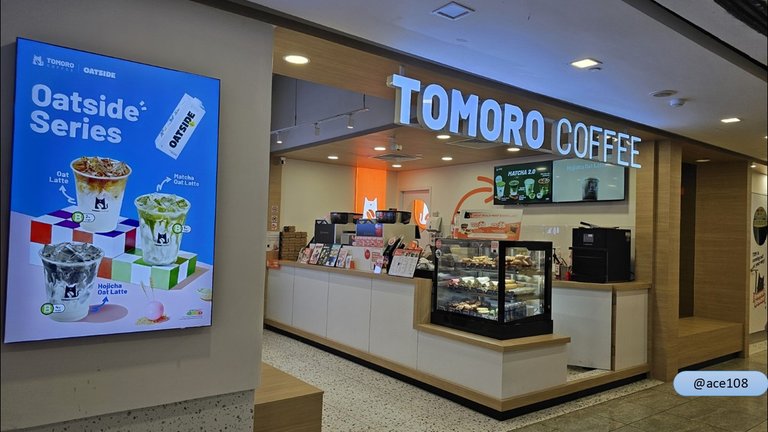 TOMORO
COFFEE
OATSIDE
Oatside
Series
OATSIDE
Oat
Latte
Matcha
Oat Latte
Hojicha
Oat Latte
B
B
B
TOMORO COFFEE
MATCHA 2.0
@ace108